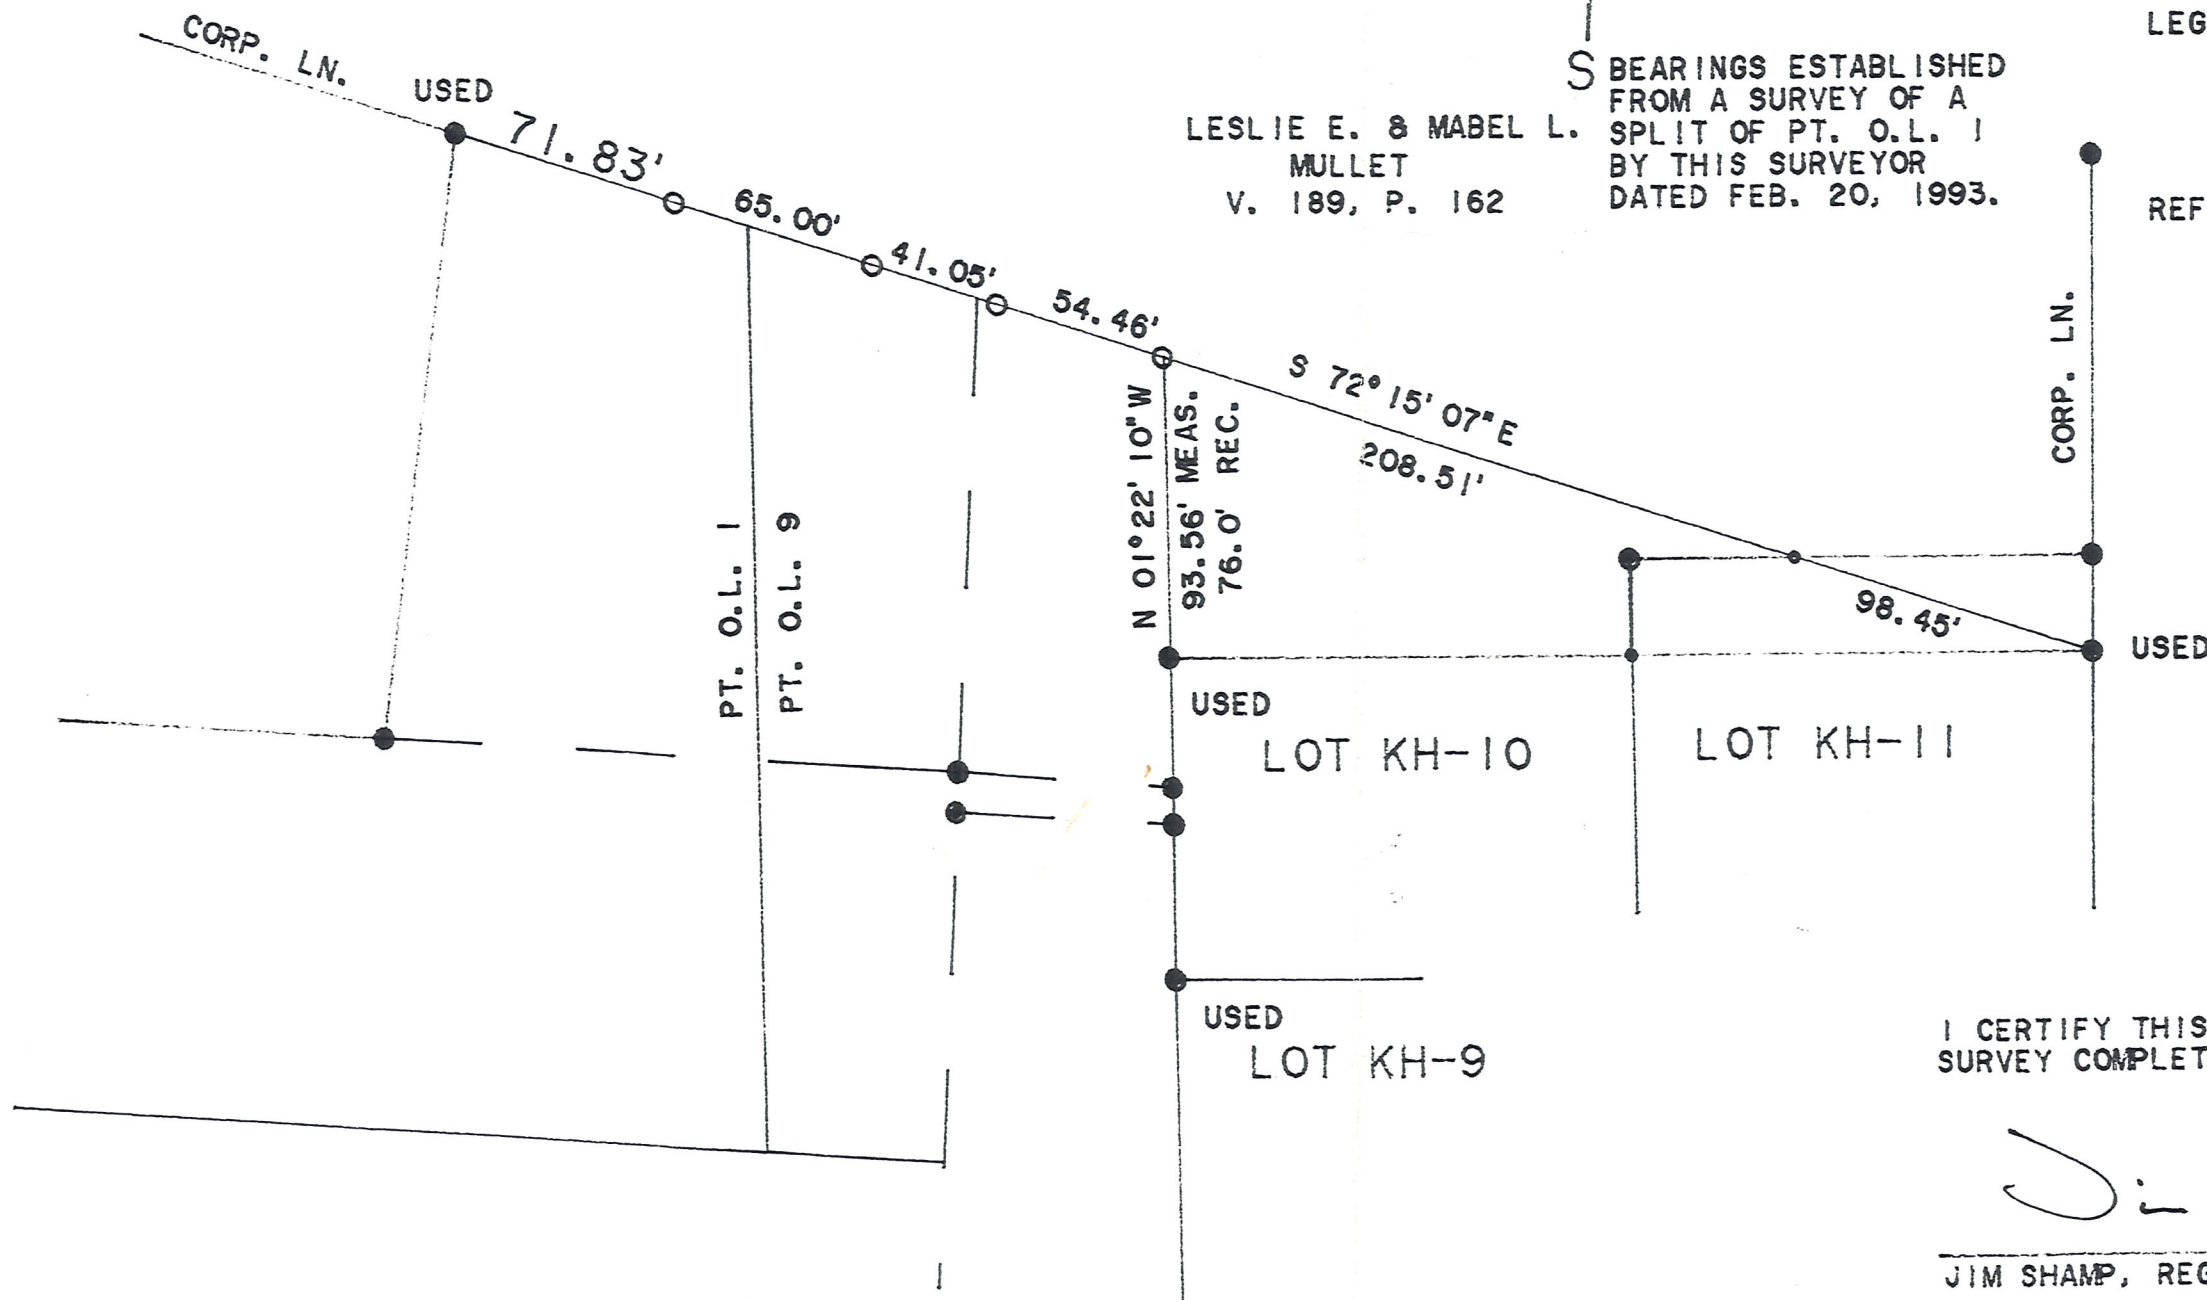 LEG
CORP. LN.
USED
71.83'
S
BEARINGS ESTABLISHED
FROM A SURVEY OF A
SPLIT OF PT. O.L. 1
BY THIS SURVEYOR
DATED FEB. 20, 1993.
LESLIE E. & MABEL L.
MULLET
V. 189, P. 162
REF
65.00'
41.05'
54.46'
S 72° 15' 07" E
208.51'
CORP. LN.
N 01° 22' 10" W
93.56' MEAS.
76.0' REC.
PT. O.L. 1
PT. O.L. 9
98.45'
USED
USED
LOT KH-10
LOT KH-11
USED
LOT KH-9
I CERTIFY THIS
SURVEY COMPLET
Jim
JIM SHAMP, REG